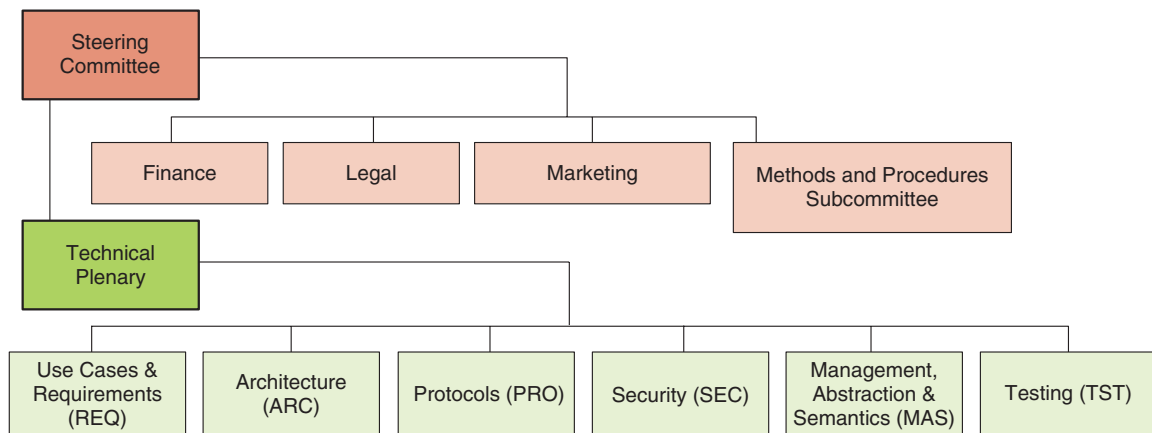 Steering
Committee
Finance
Legal
Marketing
Methods and Procedures
Subcommittee
Technical
Plenary
Use Cases &
Requirements
(REQ)
Architecture
(ARC)
Protocols (PRO)
Security (SEC)
Management,
Abstraction &
Semantics (MAS)
Testing (TST)